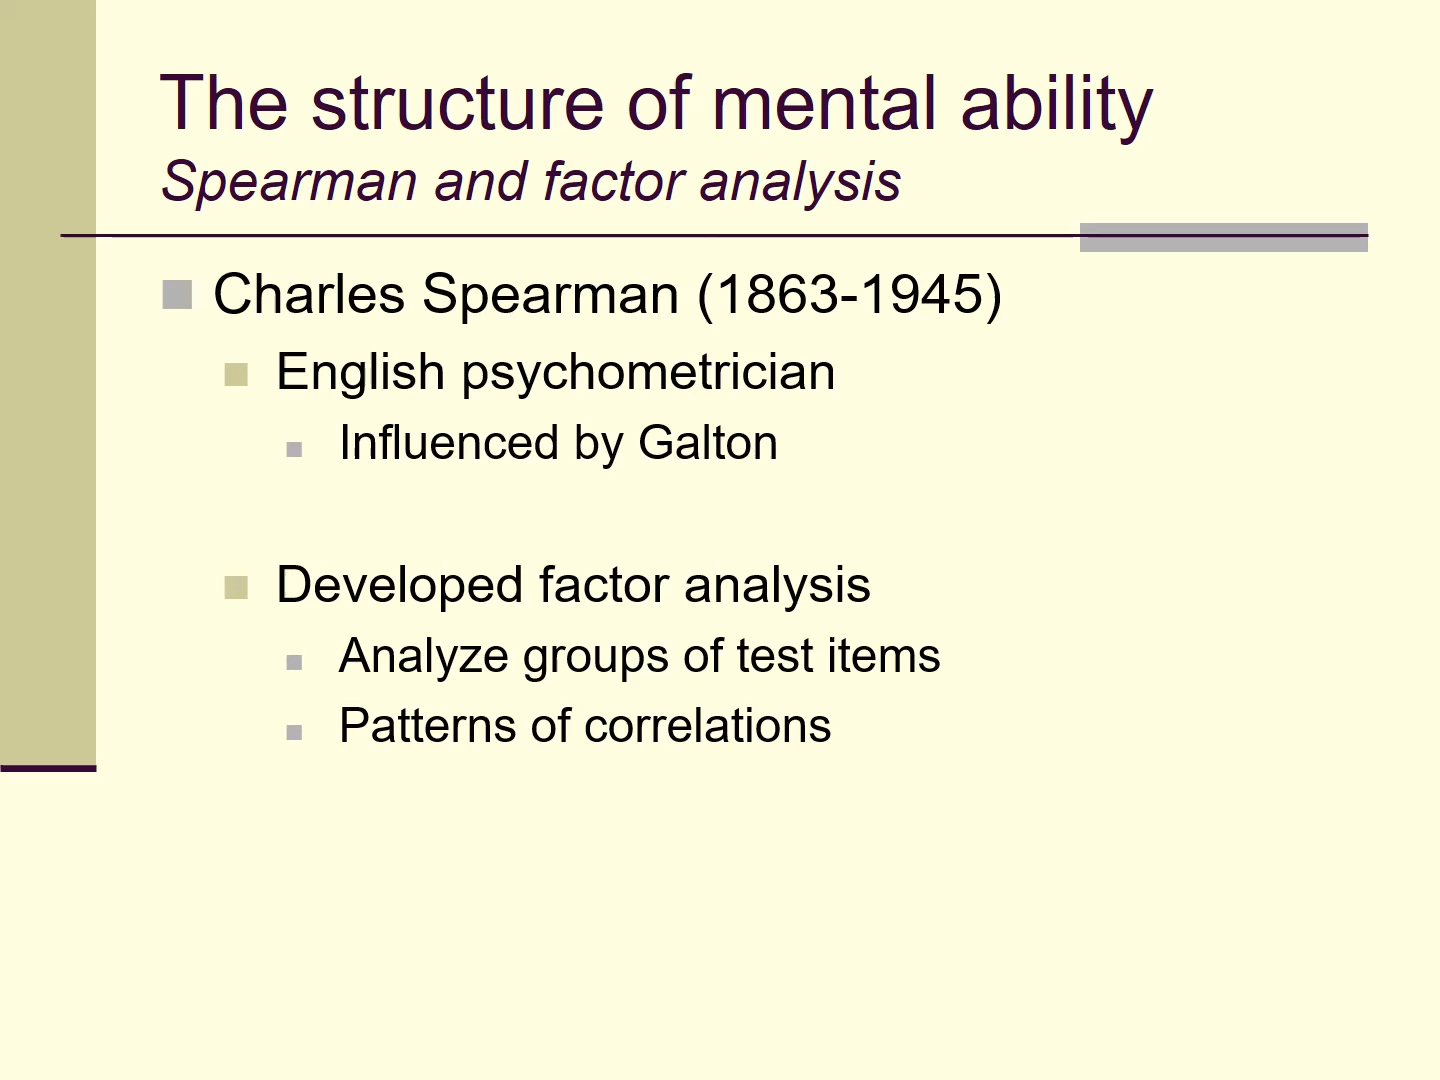 The structure of mental ability
Spearman and factor analysis
Charles Spearman (1863-1945)
English psychometrician
Influenced by Galton
Developed factor analysis
Analyze groups of test items
Patterns of correlations